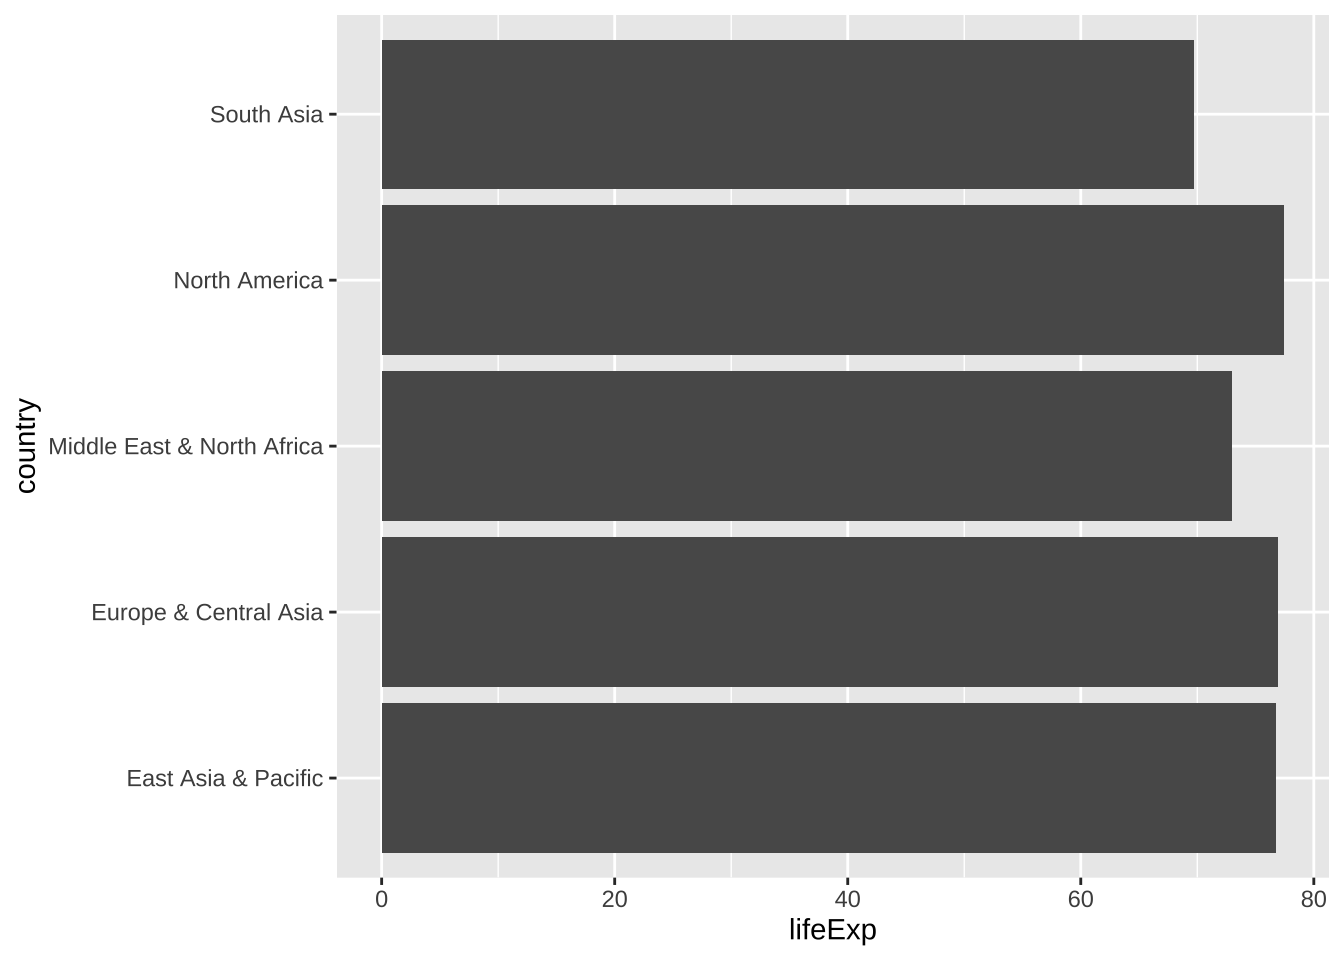 South Asia
North America
Middle East & North Africa
Europe & Central Asia
East Asia & Pacific
country
0 20 40 60 80
lifeExp